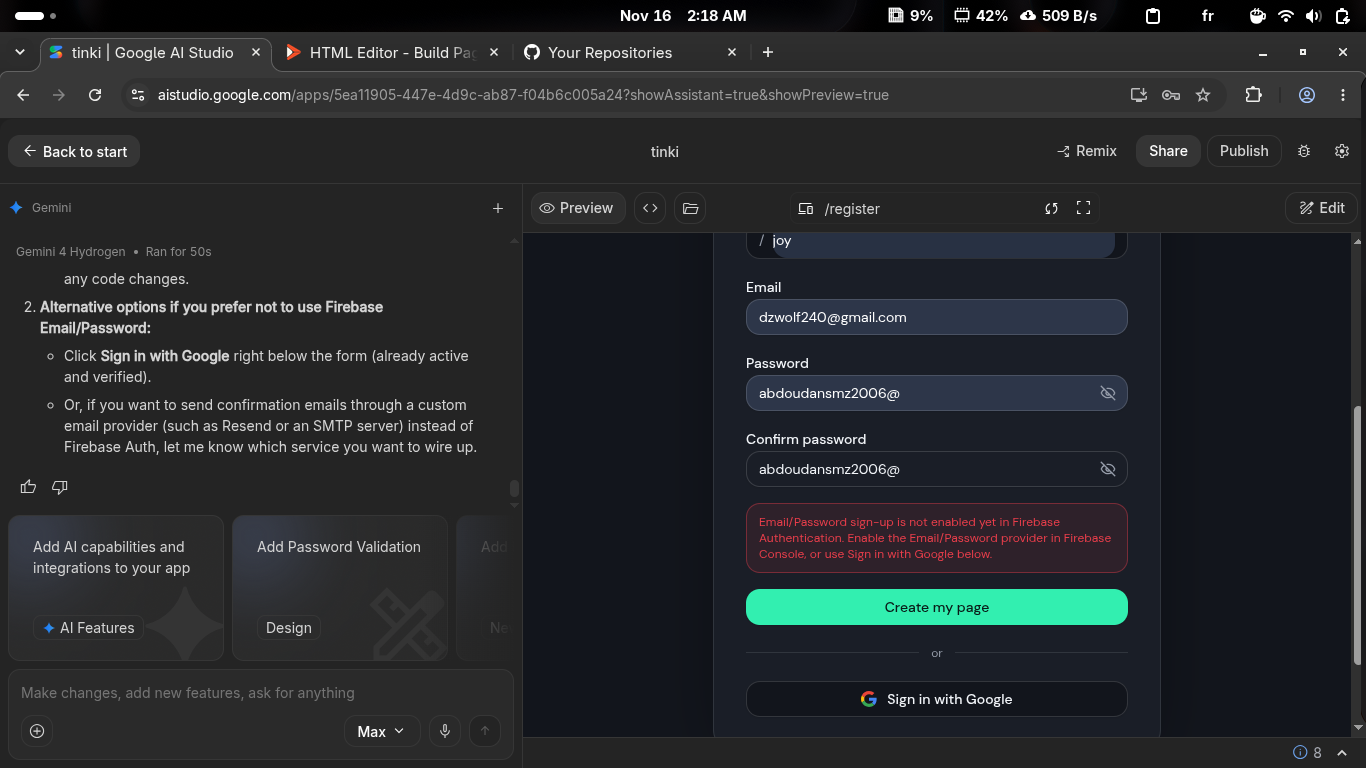 Nov 16 2:18 AM
9%
42%
509 B/s
fr
tinki | Google AI Studio
HTML Editor - Build Pag
Your Repositories
aistudio.google.com/apps/5ea11905-447e-4d9c-ab87-f04b6c005a24?showAssistant=true&showPreview=true
Back to start
tinki
Remix
Share
Publish
Gemini
Preview
/register
Edit
Gemini 4 Hydrogen • Ran for 50s
any code changes.
2. Alternative options if you prefer not to use Firebase
Email/Password:
Click Sign in with Google right below the form (already active
and verified).
Or, if you want to send confirmation emails through a custom
email provider (such as Resend or an SMTP server) instead of
Firebase Auth, let me know which service you want to wire up.
Add AI capabilities and
integrations to your app
AI Features
Add Password Validation
Design
Add
Make changes, add new features, ask for anything
Max
/ joy
Email
dzwolf240@gmail.com
Password
abdoudansmz2006@
Confirm password
abdoudansmz2006@
Email/Password sign-up is not enabled yet in Firebase
Authentication. Enable the Email/Password provider in Firebase
Console, or use Sign in with Google below.
Create my page
or
Sign in with Google
8